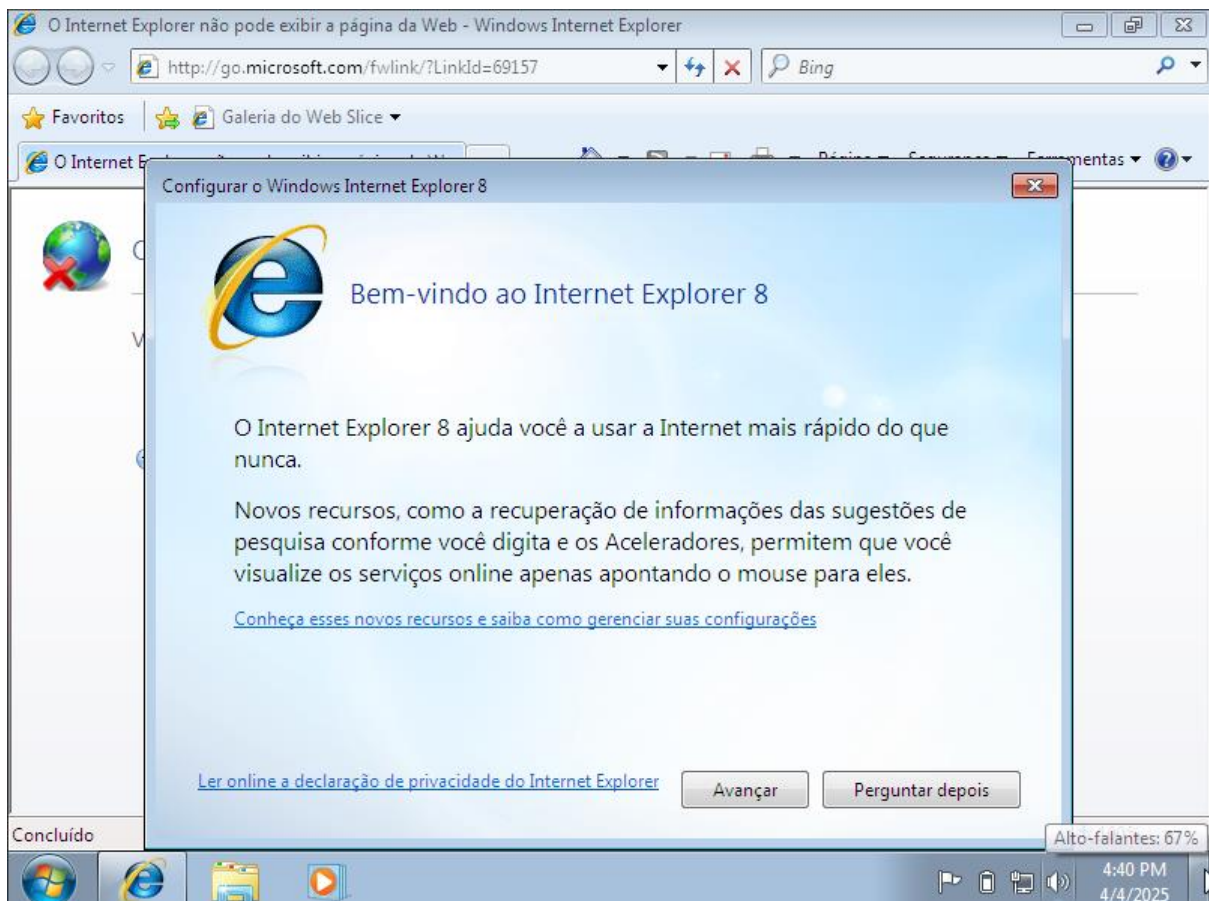 O Internet Explorer não pode exibir a página da Web - Windows Internet Explorer
http://go.microsoft.com/fwlink/?LinkId=69157
Bing
Favoritos
Galeria do Web Slice
O Internet
mentas
Configurar o Windows Internet Explorer 8
Bem-vindo ao Internet Explorer 8
O Internet Explorer 8 ajuda você a usar a Internet mais rápido do que
nunca.
Novos recursos, como a recuperação de informações das sugestões de
pesquisa conforme você digita e os Aceleradores, permitem que você
visualize os serviços online apenas apontando o mouse para eles.
Conheça esses novos recursos e saiba como gerenciar suas configurações
Ler online a declaração de privacidade do Internet Explorer
Avançar
Perguntar depois
Concluído
Alto-falantes: 67%
4:40 PM
4/4/2025